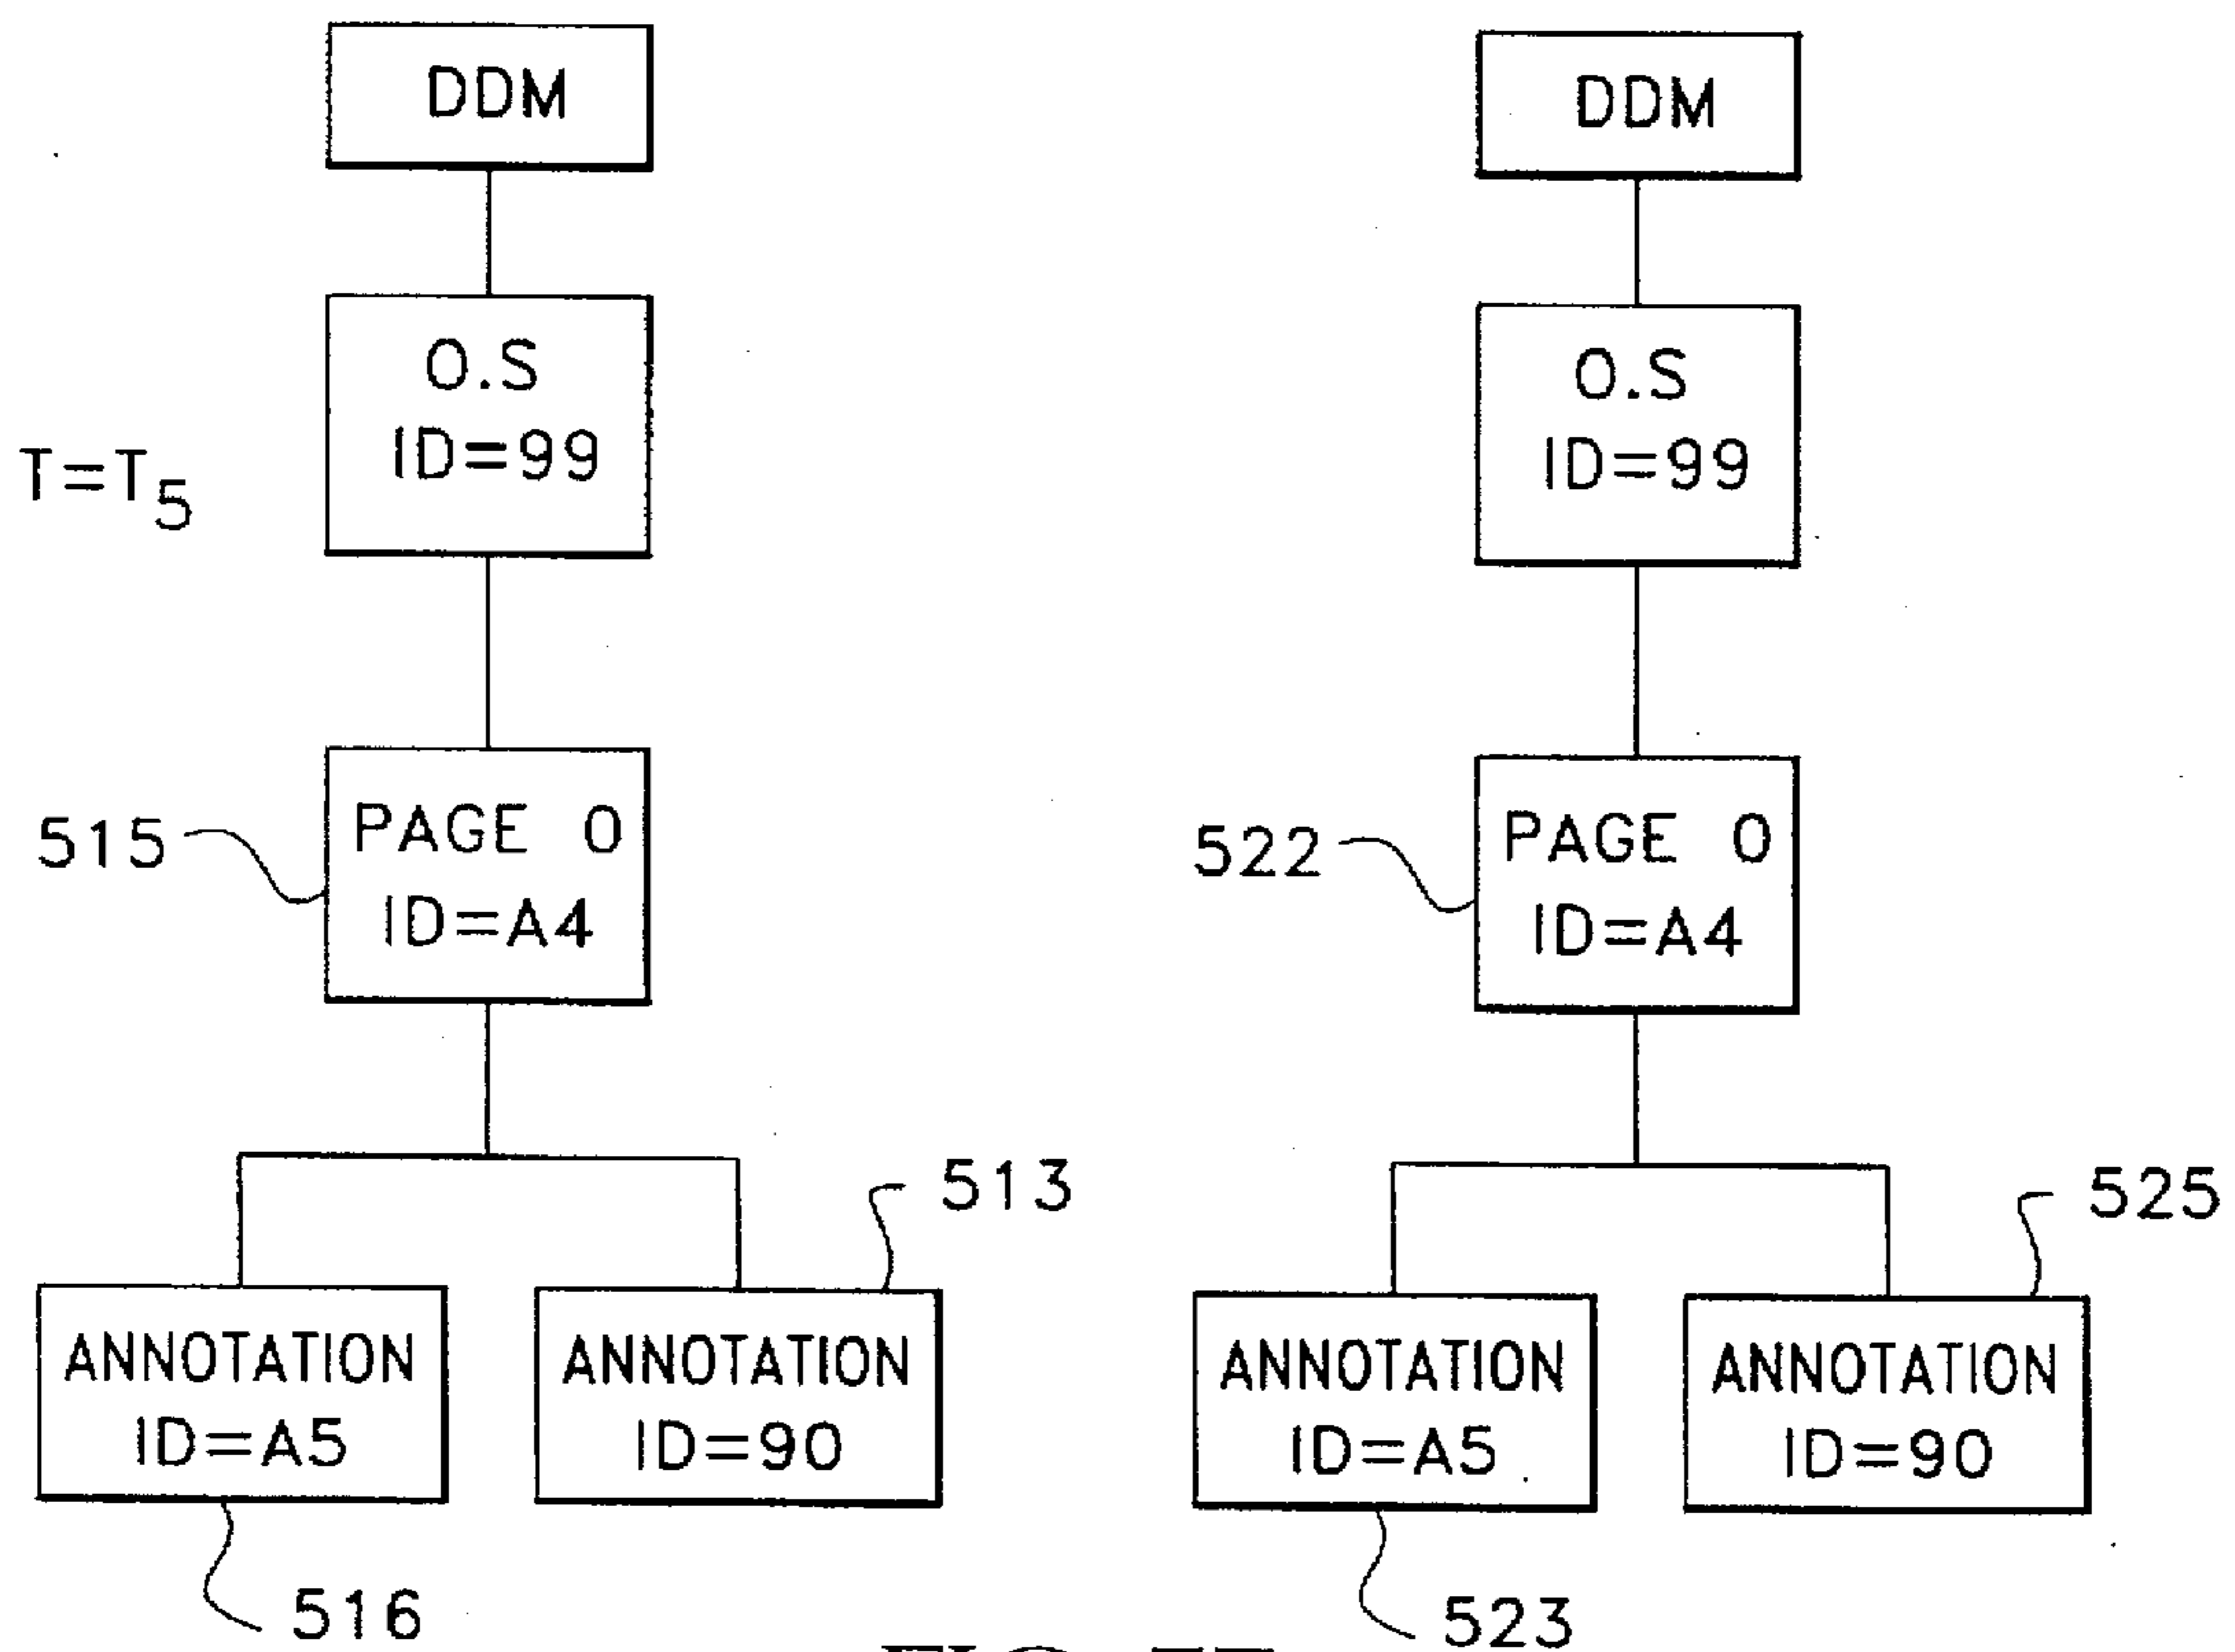 DDM
O.S
ID=99
T=T5
515
PAGE 0
ID=A4
513
ANNOTATION
ID=A5
ANNOTATION
ID=90
516
DDM
O.S
ID=99
522
PAGE 0
ID=A4
525
ANNOTATION
ID=A5
ANNOTATION
ID=90
523